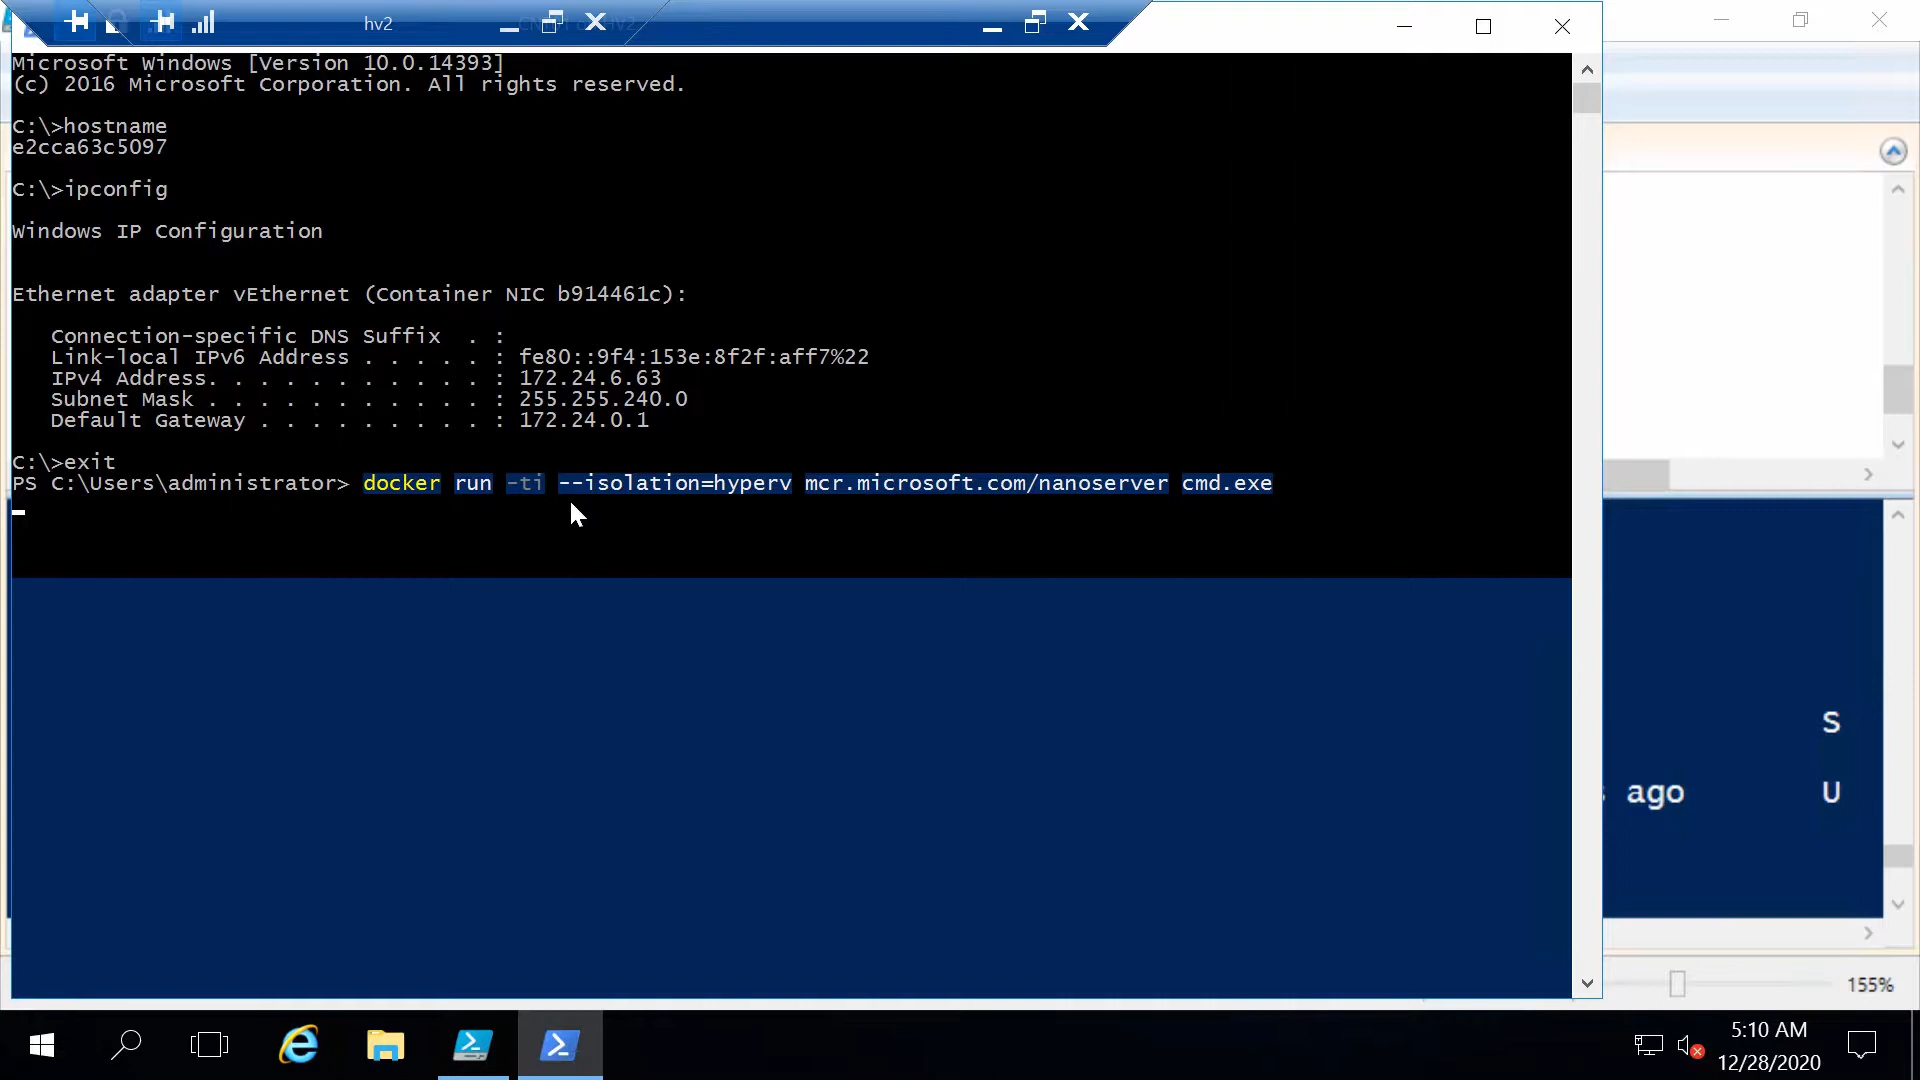 hv2
Microsoft Windows [Version 10.0.14393]
(c) 2016 Microsoft Corporation. All rights reserved.
C:\>hostname
e2cca63c5097
C:\>ipconfig
Windows IP Configuration
Ethernet adapter vEthernet (Container NIC b914461c):
Connection-specific DNS Suffix . :
Link-local IPv6 Address . . . . . : fe80::9f4:153e:8f2f:aff7%22
IPv4 Address. . . . . . . . . . . : 172.24.6.63
Subnet Mask . . . . . . . . . . . : 255.255.240.0
Default Gateway . . . . . . . . . : 172.24.0.1
C:\>exit
PS C:\Users\administrator> docker run -ti --isolation=hyperv mcr.microsoft.com/nanoserver cmd.exe
S
ago U
155%
5:10 AM
12/28/2020